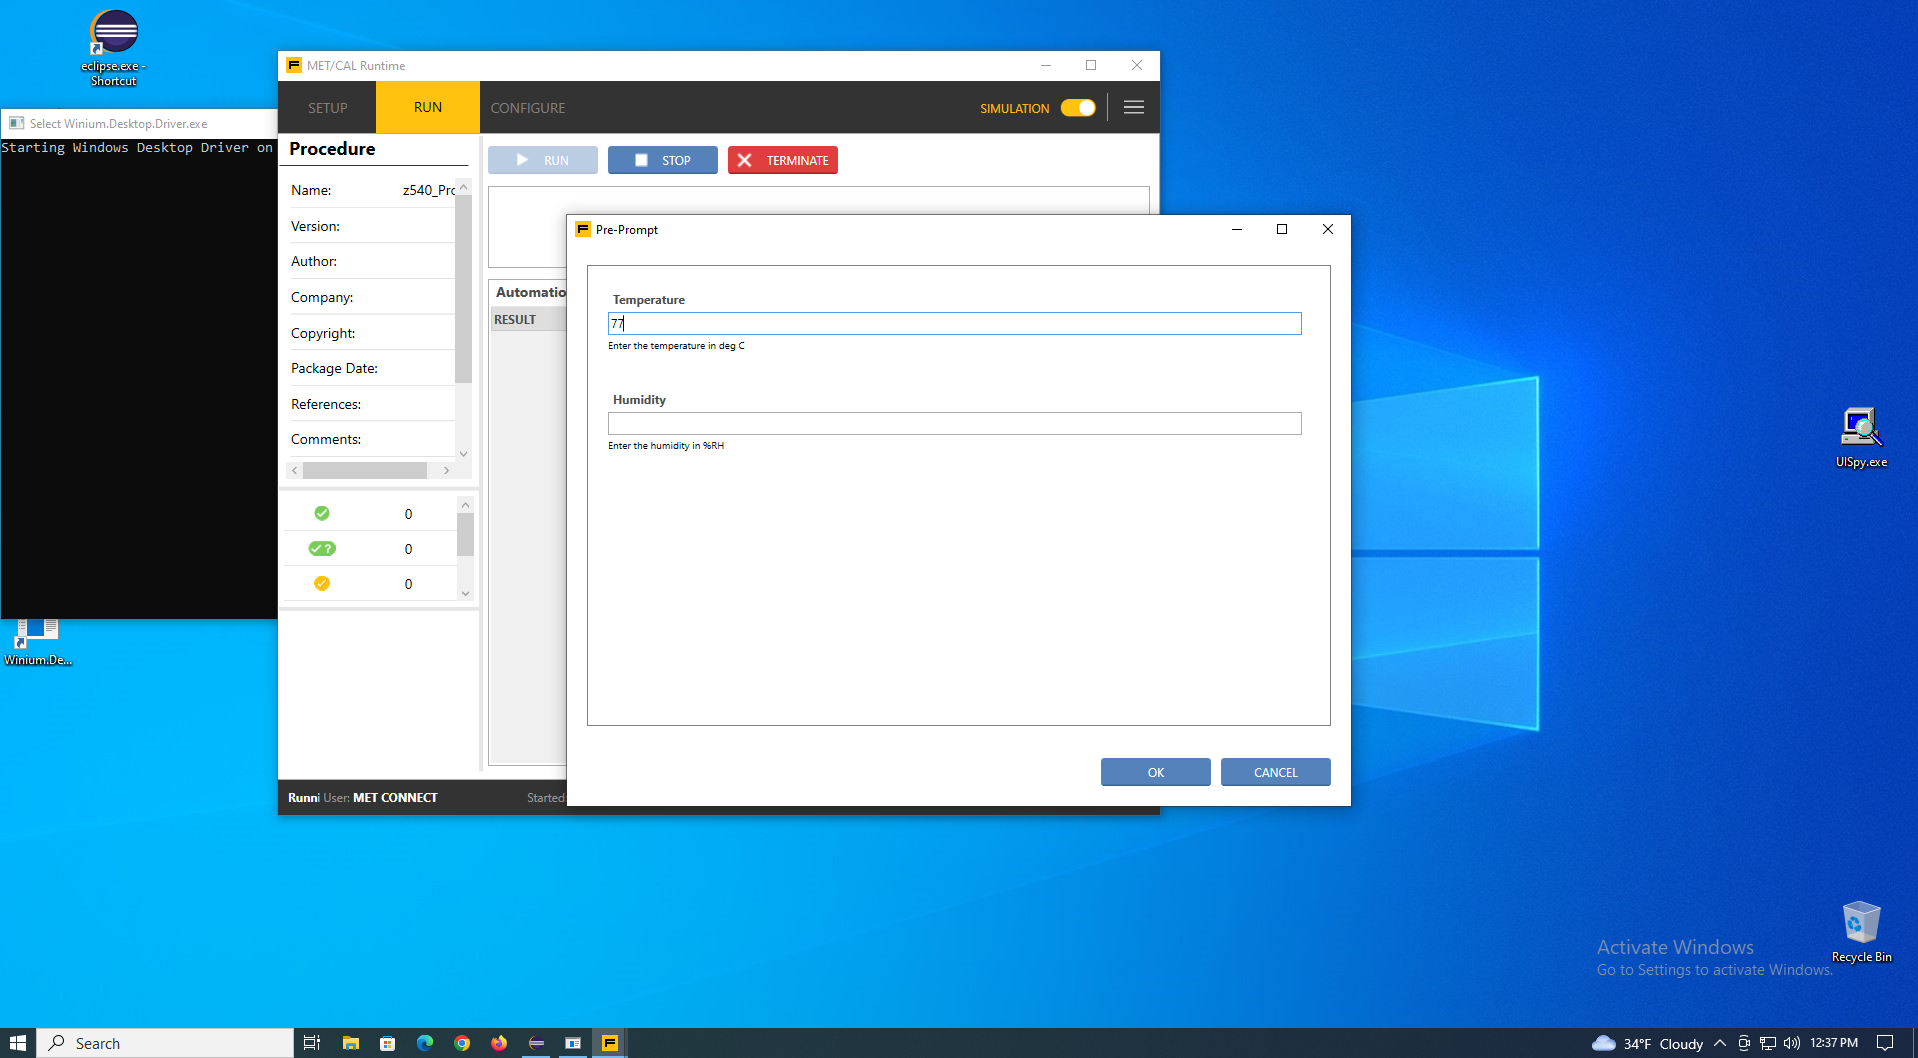 eclipse.exe -
Shortcut
Select Winium.Desktop.Driver.exe
Starting Windows Desktop Driver on
Winium.De...
MET/CAL Runtime
SETUP
RUN
CONFIGURE
SIMULATION
Procedure
Name: z540_Pro
Version:
Author:
Company:
Copyright:
Package Date:
References:
Comments:
0
? 0
0
RUN
STOP
TERMINATE
Automatio
RESULT
Runni User: MET CONNECT
Started:
Pre-Prompt
Temperature
77
Enter the temperature in deg C
Humidity
Enter the humidity in %RH
OK
CANCEL
UISpy.exe
Recycle Bin
Activate Windows
Go to Settings to activate Windows.
Search
34°F Cloudy
12:37 PM